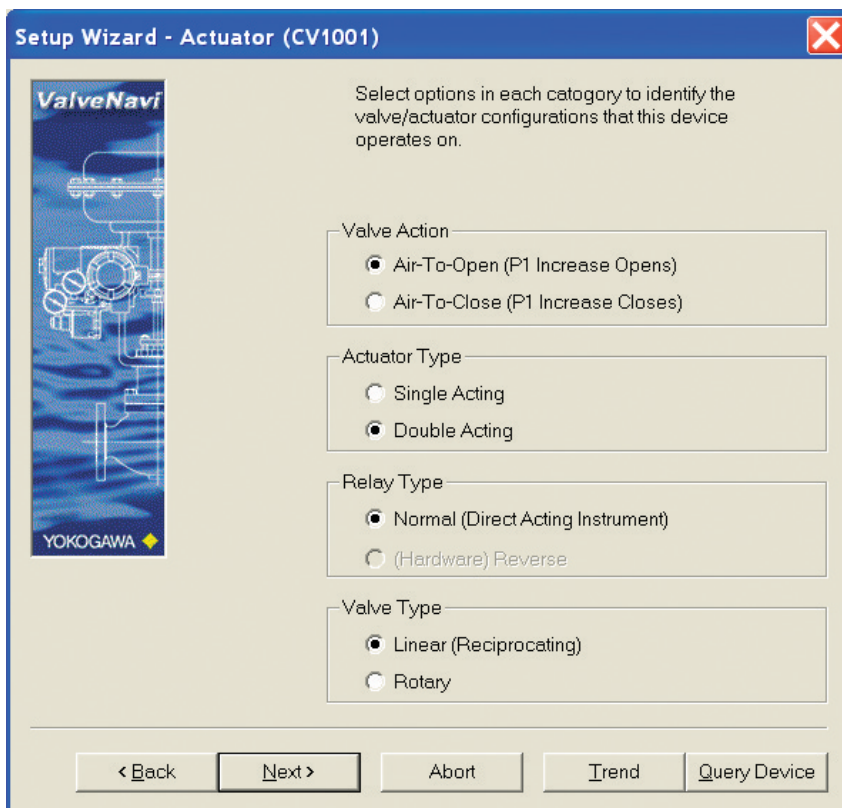 Setup Wizard - Actuator (CV1001)
ValveNavi
Select options in each catogory to identify the
valve/actuator configurations that this device
operates on.
Valve Action
Air-To-Open (P1 Increase Opens)
Air-To-Close (P1 Increase Closes)
Actuator Type
Single Acting
Double Acting
Relay Type
Normal (Direct Acting Instrument)
(Hardware) Reverse
YOKOGAWA
Valve Type
Linear (Reciprocating)
Rotary
< Back
Next >
Abort
Trend
Query Device